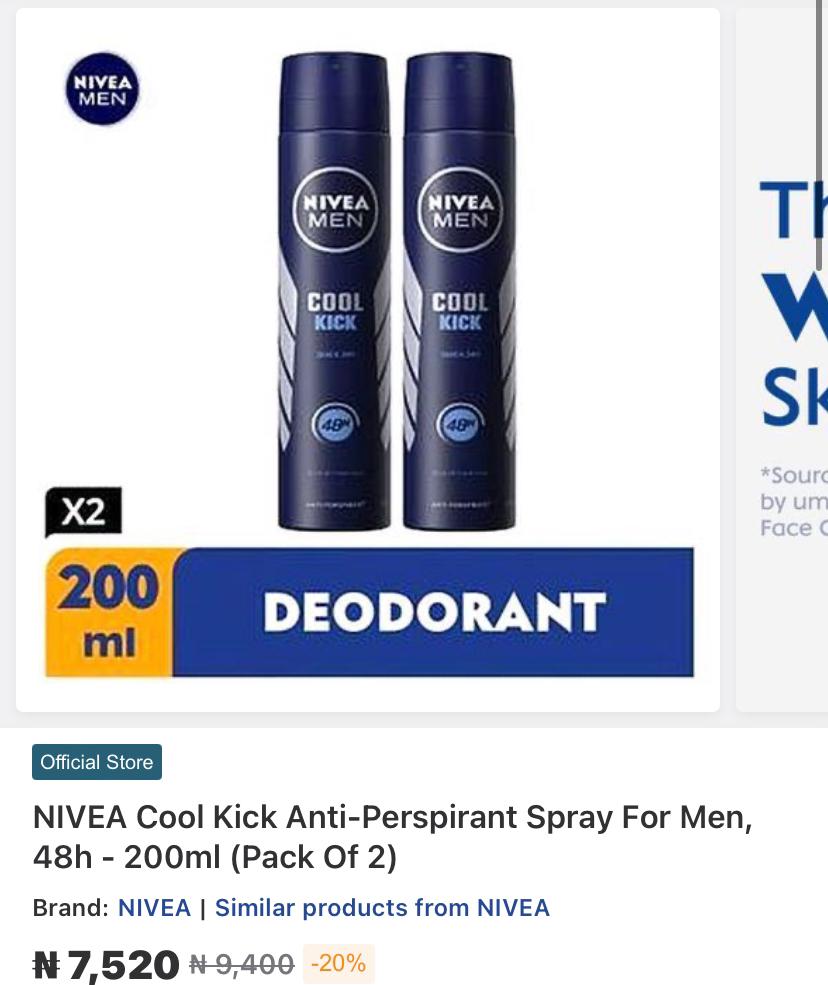 NIVEA
MEN
NIVEA
MEN
COOL
KICK
48H
NIVEA
MEN
COOL
KICK
48H
X2
200
ml
DEODORANT
*Sourc
by um
Face C
Official Store
NIVEA Cool Kick Anti-Perspirant Spray For Men,
48h - 200ml (Pack Of 2)
Brand: NIVEA | Similar products from NIVEA
₦ 7,520 ₦ 9,400 -20%